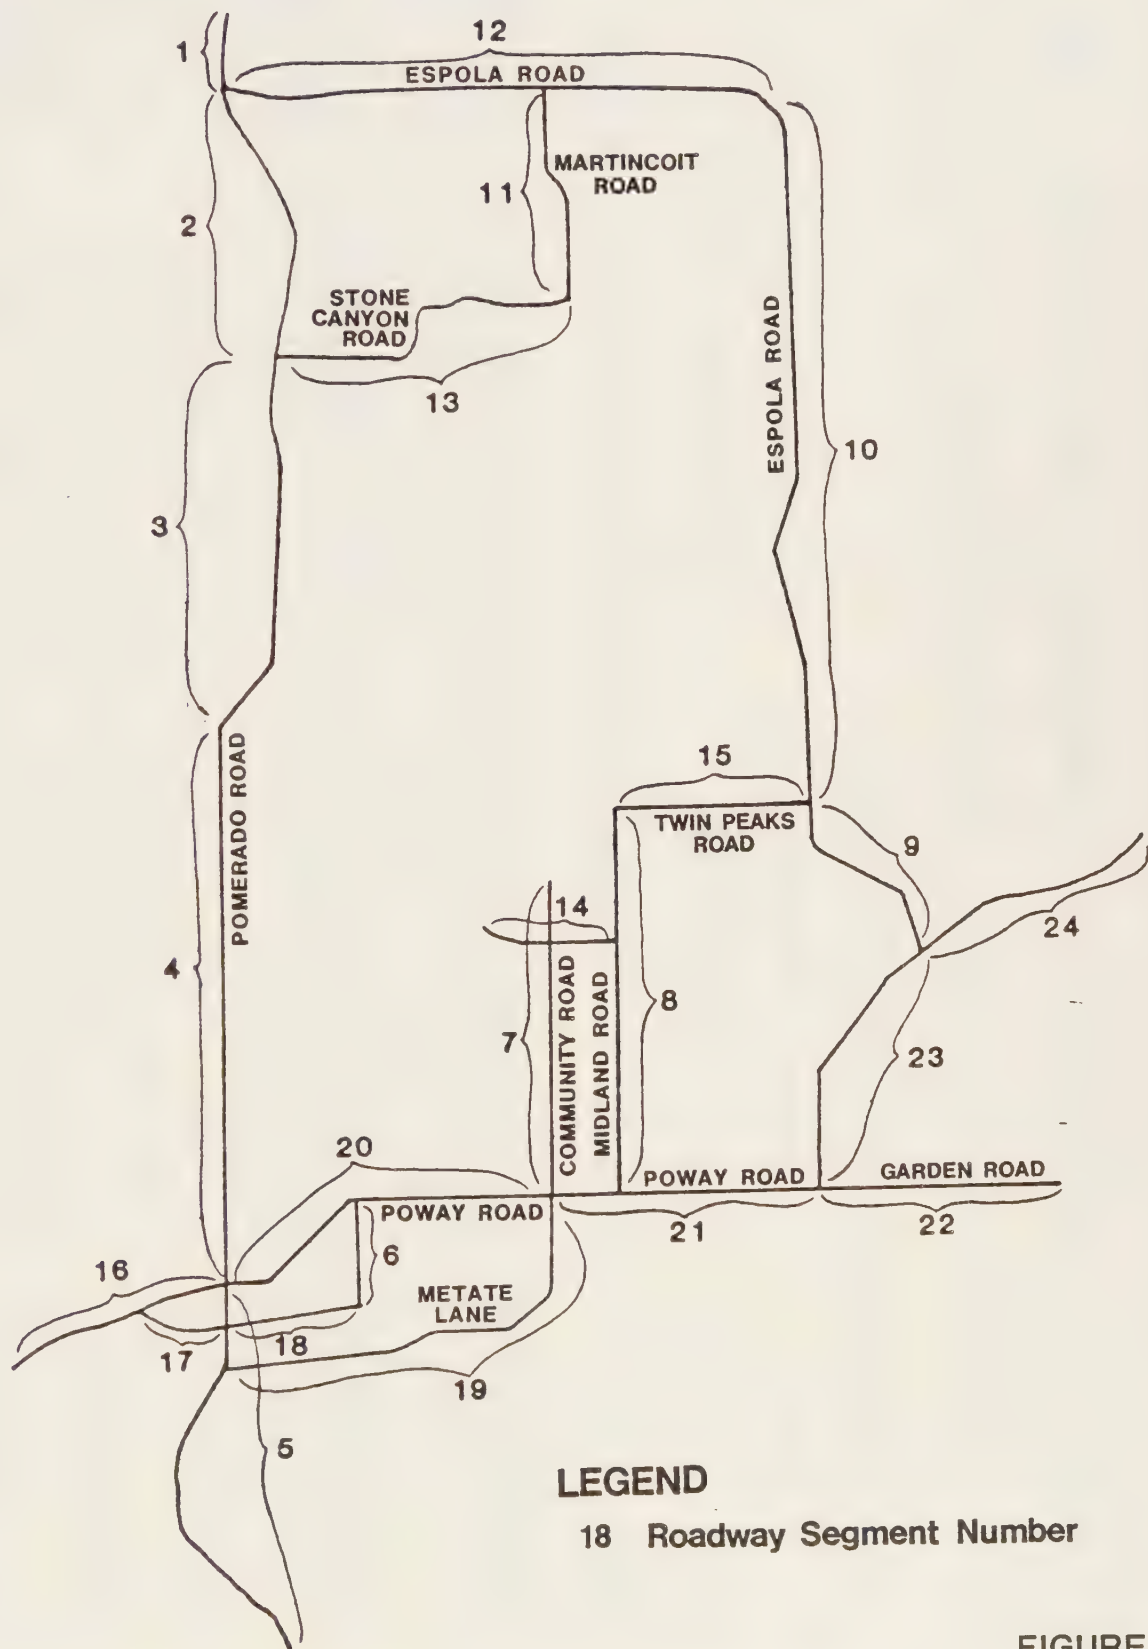 1
12
ESPOLA ROAD
MARTINCOIT
ROAD
11
2
STONE
CANYON
ROAD
13
ESPOLA ROAD
10
3
15
TWIN PEAKS
ROAD
9
POMERADO ROAD
14
24
4
COMMUNITY ROAD
MIDLAND ROAD
8
7
23
20
POWAY ROAD
GARDEN ROAD
POWAY ROAD
21
22
6
16
METATE
LANE
18
17
19
5
LEGEND
18 Roadway Segment Number
FIGURE